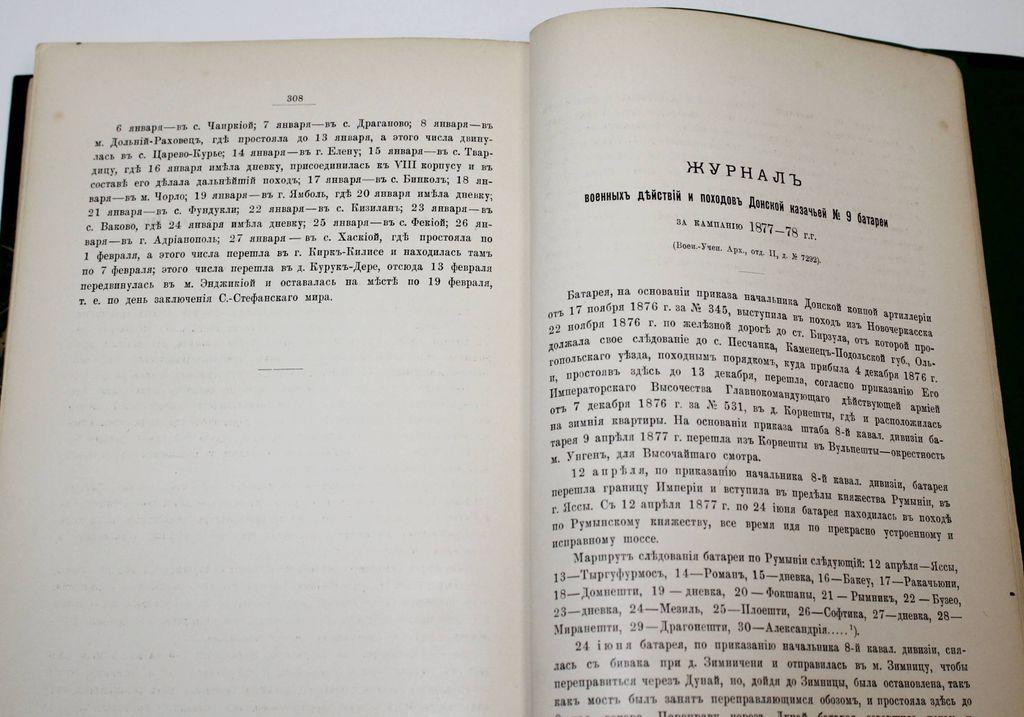 308
6 января—въ с. Чаиркіой; 7 января—въ с. Драганово; 8 января—въ
м. Дольній-Раховецъ, гдѣ простояла до 13 января, а этого числа двину-
лась въ с. Царево-Курье; 14 января—въ г. Елену; 15 января—въ с. Твар-
дицу, гдѣ 16 января имѣла дневку, присоединилась къ VIII корпусу и въ
составѣ его дѣлала дальнѣйшій походъ; 17 января—въ с. Бинколъ; 18 ян-
варя—въ м. Чорло; 19 января—въ г. Ямболь, гдѣ 20 января имѣла дневку;
21 января—въ с. Фундукли; 22 января—въ с. Кизиланъ; 23 января—въ
с. Ваково, гдѣ 24 января имѣла дневку; 25 января—въ с. Фекіой; 26 ян-
варя—въ г. Адріанополь; 27 января—въ с. Хаскіой, гдѣ простояла по
1 февраля, а этого числа перешла въ г. Киркъ-Килисе и находилась тамъ
по 7 февраля; этого числа перешла въ д. Курукъ-Дере, отсюда 13 февраля
передвинулась въ м. Энджикіой и оставалась на мѣстѣ по 19 февраля,
т. е. по день заключенія С.-Стефанскаго мира.
ЖУРНАЛЪ
военныхъ дѣйствій и походовъ Донской казачьей № 9 батареи
ЗА КАМПАНІЮ 1877—78 г.г.
(Воен.-Учен. Арх., отд. II, д. № 7292).
Батарея, на основаніи приказа начальника Донской конной артиллеріи
отъ 17 ноября 1876 г. за № 345, выступила въ походъ изъ Новочеркасска
22 ноября 1876 г. по желѣзной дорогѣ до ст. Бирзула, отъ которой про-
должала свое слѣдованіе до с. Песчанка, Каменецъ-Подольской губ., Оль-
гопольскаго уѣзда, походнымъ порядкомъ, куда прибыла 4 декабря 1876 г.
и, простоявъ здѣсь до 13 декабря, перешла, согласно приказанію Его
Императорскаго Высочества Главнокомандующаго дѣйствующей арміей
отъ 7 декабря 1876 г. за № 531, въ д. Корнешты, гдѣ и расположилась
на зимнія квартиры. На основаніи приказа штаба 8-й кавал. дивизіи ба-
тарея 9 апрѣля 1877 г. перешла изъ Корнешты въ Вульпешты—окрестность
м. Унгенъ, для Высочайшаго смотра.
12 апрѣля, по приказанію начальника 8-й кавал. дивизіи, батарея
перешла границу Имперіи и вступила въ предѣлы княжества Румыніи, въ
г. Яссы. Съ 12 апрѣля 1877 г. по 24 іюня батарея находилась въ походѣ
по Румынскому княжеству, все время идя по прекрасно устроенному и
исправному шоссе.
Маршрутъ слѣдованія батареи по Румыніи слѣдующій: 12 апрѣля—Яссы,
13—Тыргуфурмосъ, 14—Романъ, 15—дневка, 16—Бакеу, 17—Ракачьюни,
18—Домнешти, 19—дневка, 20—Фокшаны, 21—Рымникъ, 22—Бузео,
23—дневка, 24—Мезиль, 25—Плоешти, 26—Софтика, 27—дневка, 28—
Миранешти, 29—Драгонешти, 30—Александрія.....¹).
24 іюня батарея, по приказанію начальника 8-й кавал. дивизіи, сня-
лась съ бивака при д. Зимничени и отправилась въ м. Зимницу, чтобы
переправиться черезъ Дунай, но, дойдя до Зимницы, была остановлена, такъ
какъ мостъ былъ занятъ переправляющимся обозомъ, и простояла здѣсь до